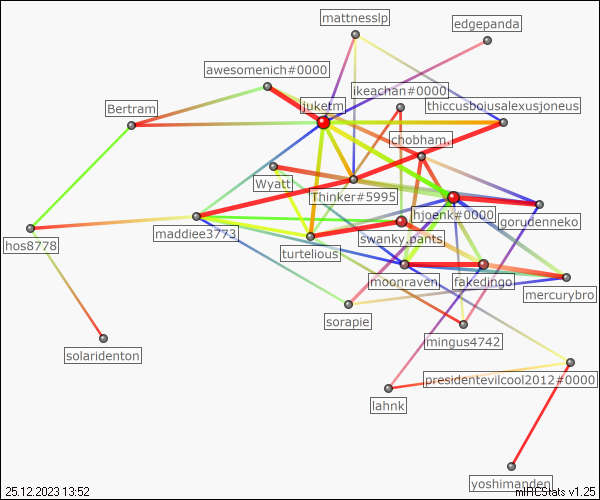 mattnesslp
edgepanda
awesomenich#0000
ikeachan#0000
juketm
thiccusbojusalexusjoneus
Bertram
chobham.
Wyatt
Thinker#5995
hjoenk#0000
gorudenneko
maddiee3773
swanky.pants
hos8778
turtelious
moonraven
fakedingo
mercurybro
sorapie
mingus4742
solaridenton
presidentevilcool2012#0000
lahnk
yoshimanden
25.12.2023 13:52
mIRCStats v1.25